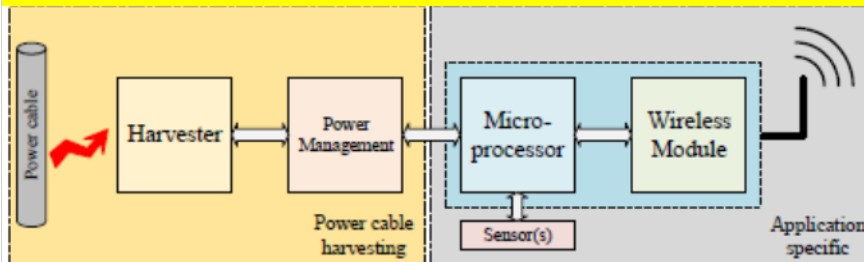 Power cable
Harvester
Power
Management
Micro-
processor
Wireless
Module
Sensor(s)
Power cable
harvesting
Application
specific